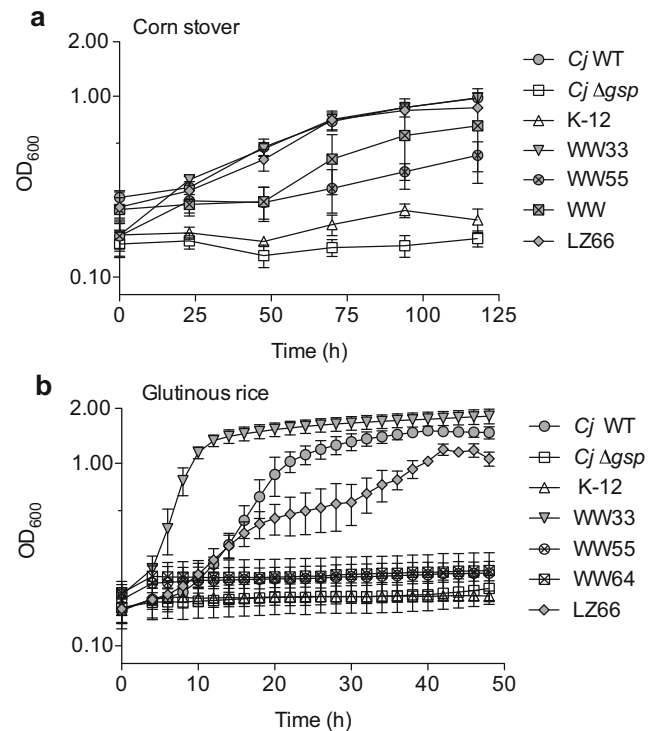 a
Corn stover
2.00
1.00
0.10
OD600
0 25 50 75 100 125
Time (h)
Cj WT
Cj Δgsp
K-12
WW33
WW55
WW
LZ66
b
Glutinous rice
2.00
1.00
0.10
OD600
0 10 20 30 40 50
Time (h)
Cj WT
Cj Δgsp
K-12
WW33
WW55
WW64
LZ66